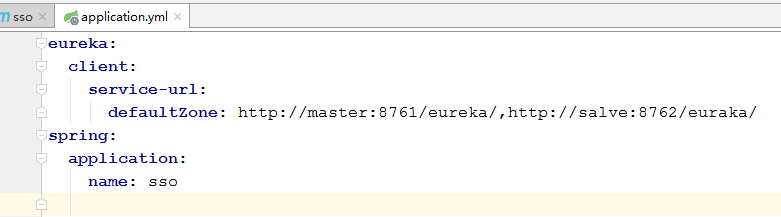 sso
application.yml
eureka:
  client:
    service-url:
      defaultZone: http://master:8761/eureka/,http://salve:8762/euraka/
spring:
  application:
    name: sso